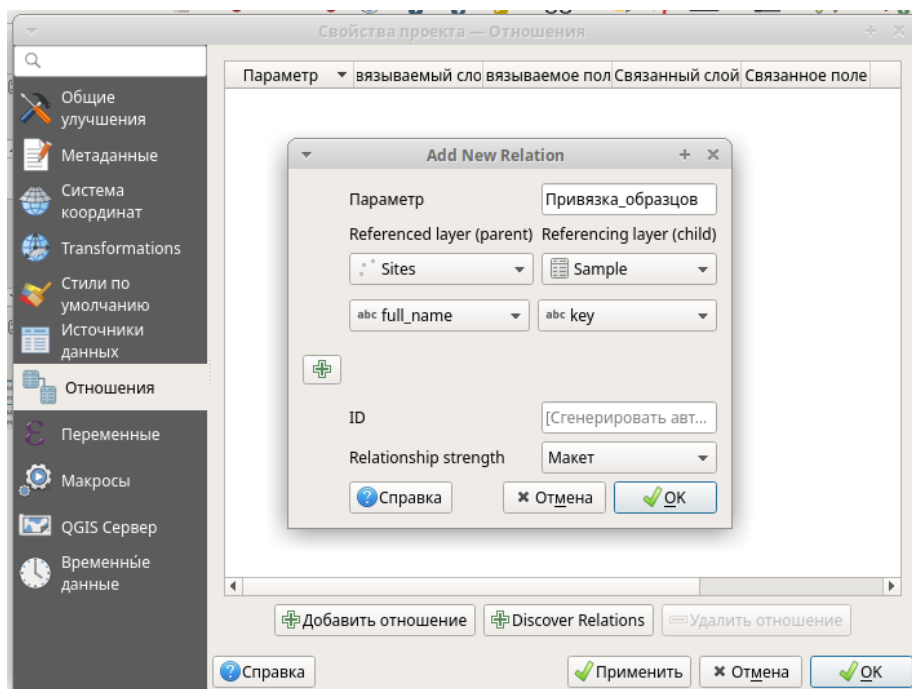 Свойства проекта — Отношения
Общие
улучшения
Метаданные
Система
координат
Transformations
Стили по
умолчанию
Источники
данных
Отношения
Переменные
Макросы
QGIS Сервер
Временны́е
данные
Параметр вязываемый сло вязываемое пол Связанный слой Связанное поле
Add New Relation
Параметр Привязка_образцов
Referenced layer (parent) Referencing layer (child)
Sites Sample
abc full_name abc key
ID [Сгенерировать авт...
Relationship strength Макет
Справка Отмена OK
Добавить отношение Discover Relations Удалить отношение
Справка Применить Отмена OK